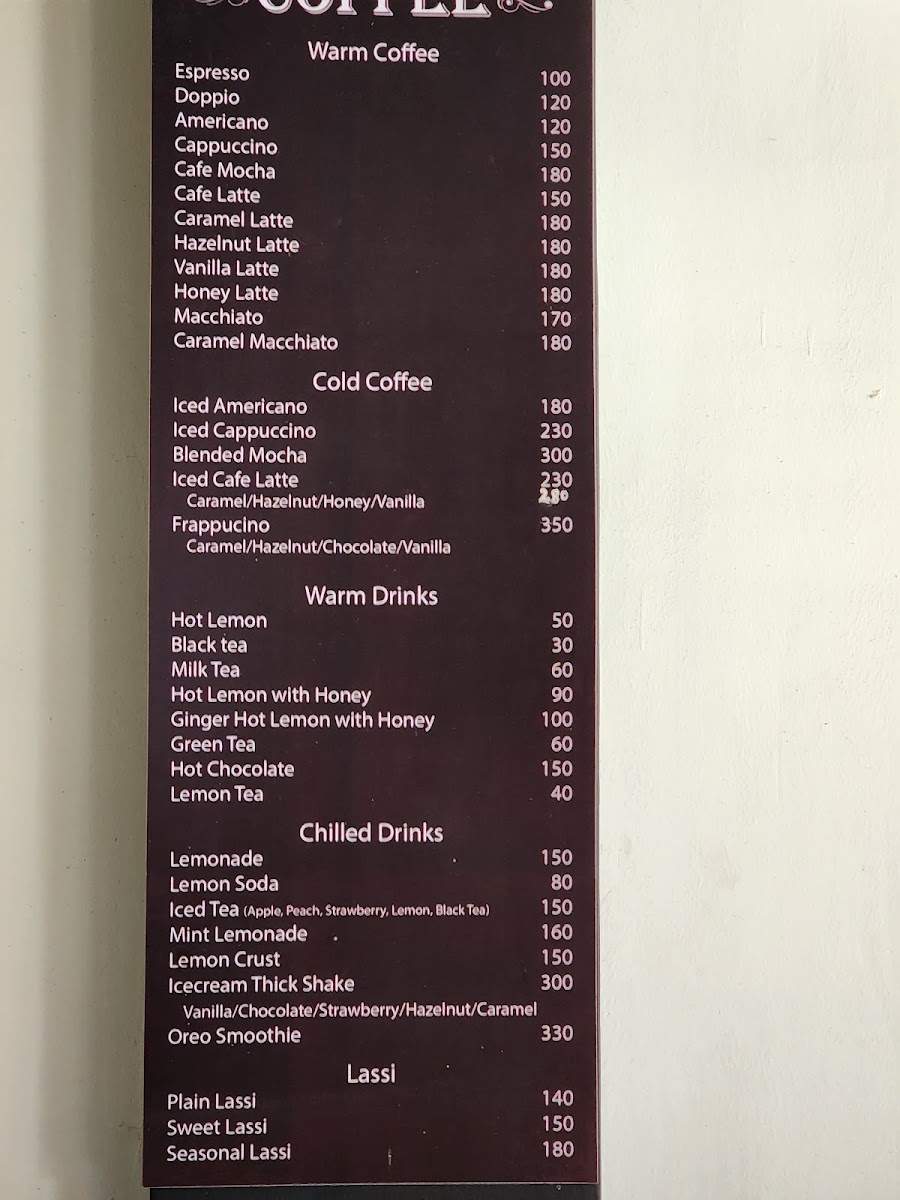 COFFEE
Warm Coffee
Espresso 100
Doppio 120
Americano 120
Cappuccino 150
Cafe Mocha 180
Cafe Latte 150
Caramel Latte 180
Hazelnut Latte 180
Vanilla Latte 180
Honey Latte 180
Macchiato 170
Caramel Macchiato 180
Cold Coffee
Iced Americano 180
Iced Cappuccino 230
Blended Mocha 300
Iced Cafe Latte 230
Caramel/Hazelnut/Honey/Vanilla 280
Frappucino 350
Caramel/Hazelnut/Chocolate/Vanilla
Warm Drinks
Hot Lemon 50
Black tea 30
Milk Tea 60
Hot Lemon with Honey 90
Ginger Hot Lemon with Honey 100
Green Tea 60
Hot Chocolate 150
Lemon Tea 40
Chilled Drinks
Lemonade 150
Lemon Soda 80
Iced Tea (Apple, Peach, Strawberry, Lemon, Black Tea) 150
Mint Lemonade 160
Lemon Crust 150
Icecream Thick Shake 300
Vanilla/Chocolate/Strawberry/Hazelnut/Caramel
Oreo Smoothie 330
Lassi
Plain Lassi 140
Sweet Lassi 150
Seasonal Lassi 180